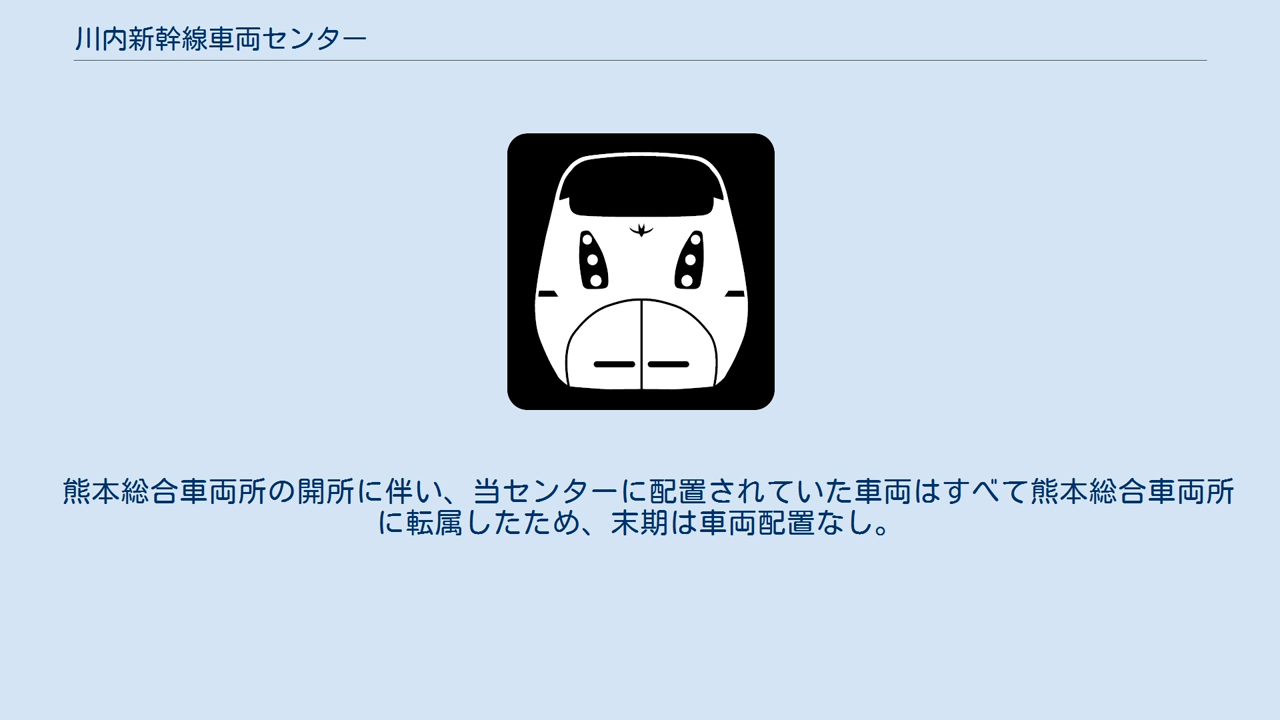 川内新幹線車両センター
熊本総合車両所の開所に伴い、当センターに配置されていた車両はすべて熊本総合車両所
に転属したため、末期は車両配置なし。